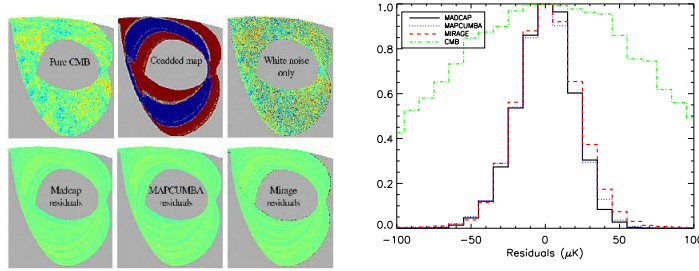 Pure CMB
Coadded map
White noise
only
Madcap
residuals
MAPCUMBA
residuals
Mirage
residuals
MADCAP
MAPCUMBA
MIRAGE
CMB
1.0
0.8
0.6
0.4
0.2
0.0
-100
-50
0
50
100
Residuals (μK)